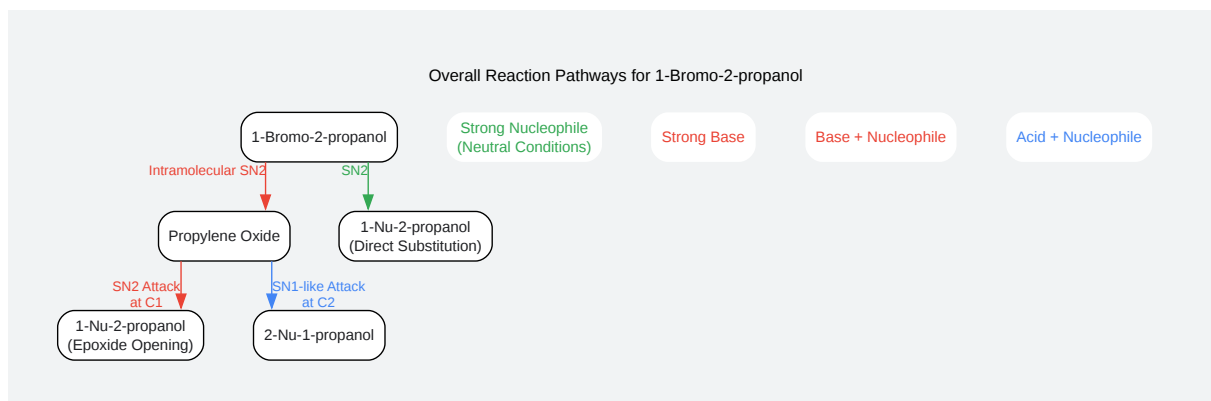 Overall Reaction Pathways for 1-Bromo-2-propanol
1-Bromo-2-propanol
Strong Nucleophile
(Neutral Conditions)
Strong Base
Base + Nucleophile
Acid + Nucleophile
Intramolecular SN2
SN2
Propylene Oxide
1-Nu-2-propanol
(Direct Substitution)
SN2 Attack
at C1
SN1-like Attack
at C2
1-Nu-2-propanol
(Epoxide Opening)
2-Nu-1-propanol